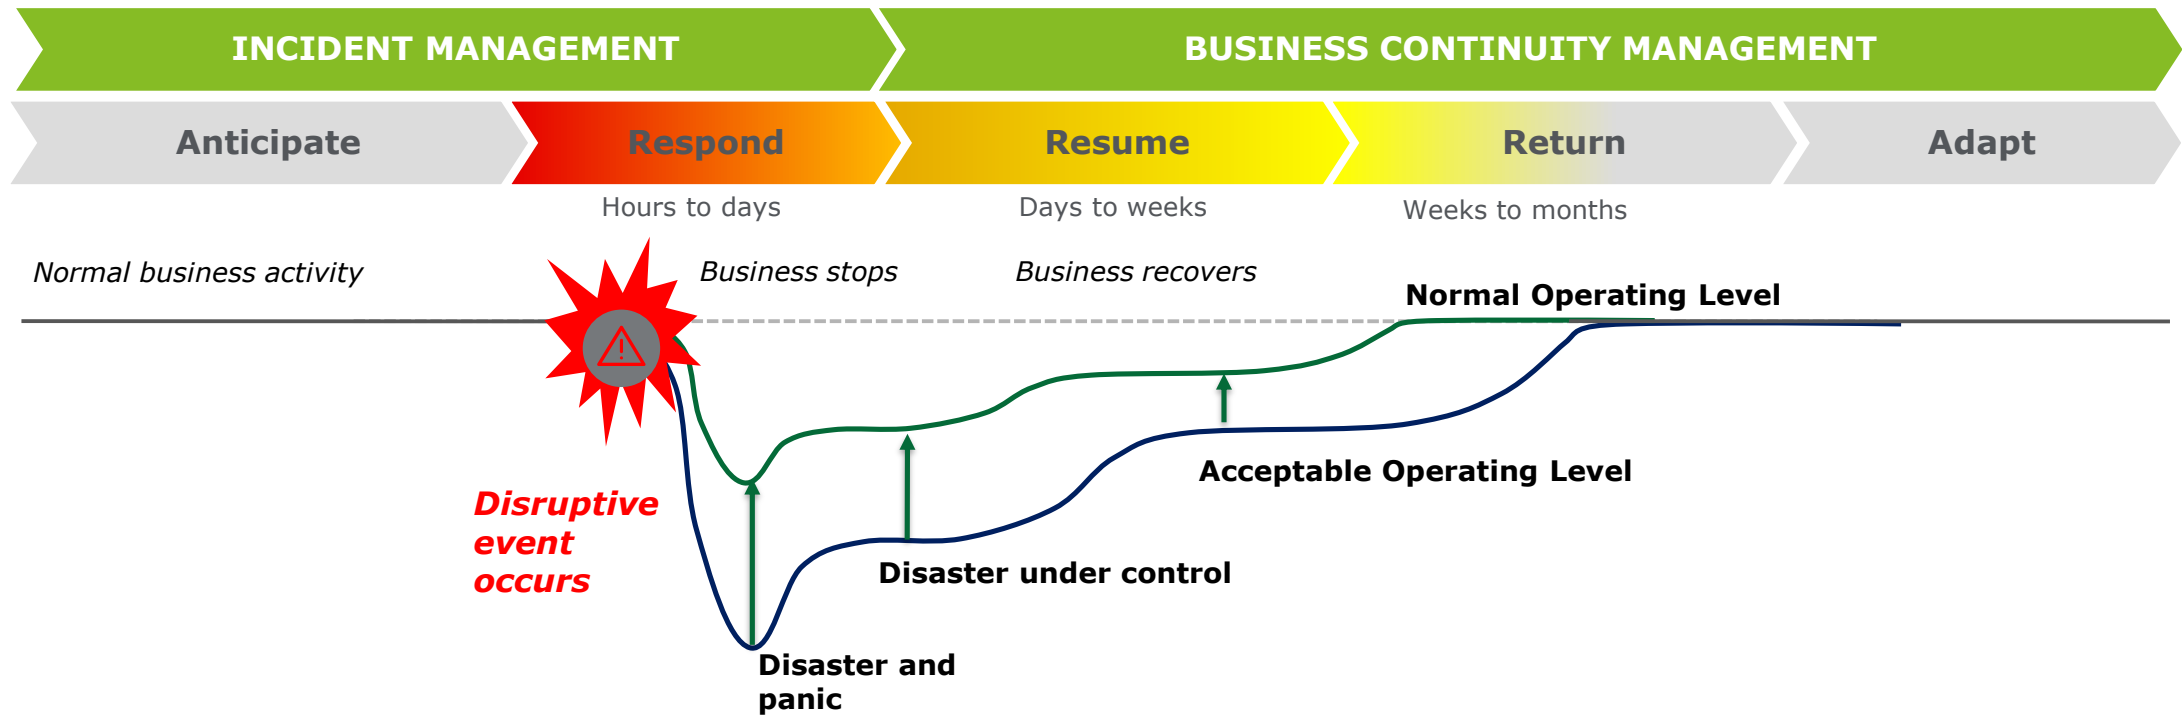 INCIDENT MANAGEMENT
BUSINESS CONTINUITY MANAGEMENT
Anticipate
Respond
Resume
Return
Adapt
Hours to days
Days to weeks
Weeks to months
Normal business activity
Business stops
Business recovers
Normal Operating Level
!
Acceptable Operating Level
Disruptive
event
occurs
Disaster under control
Disaster and
panic